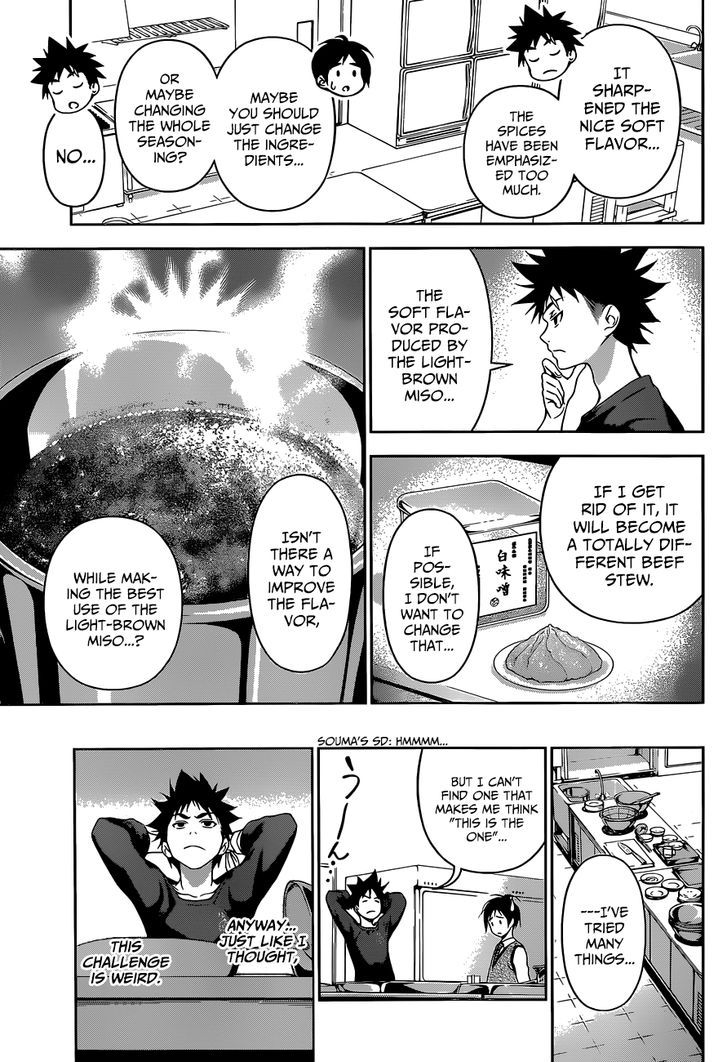 IT
SHARP-
ENED THE
NICE SOFT
FLAVOR...
THE
SPICES
HAVE BEEN
EMPHASIZ-
ED TOO
MUCH.
MAYBE
YOU SHOULD
JUST CHANGE
THE INGRE-
DIENTS...
OR
MAYBE
CHANGING
THE WHOLE
SEASON-
ING?
NO...
THE
SOFT FLA-
VOR PRO-
DUCED BY
THE LIGHT-
BROWN
MISO...
IF I GET
RID OF IT, IT
WILL BECOME
A TOTALLY DIF-
FERENT BEEF
STEW.
IF
POS-
SIBLE,
I DON'T
WANT TO
CHANGE
THAT...
白味噌
ISN'T
THERE A
WAY TO
IMPROVE
THE FLA-
VOR,
WHILE MAK-
ING THE BEST
USE OF THE
LIGHT-BROWN
MISO...?
---I'VE
TRIED
MANY
THINGS...
SOUMA'S SD: HMMMM...
BUT I CAN'T
FIND ONE THAT
MAKES ME THINK
"THIS IS THE
ONE"...
うーん
ANYWAY...
JUST LIKE I
THOUGHT,
THIS
CHALLENGE
IS WEIRD.